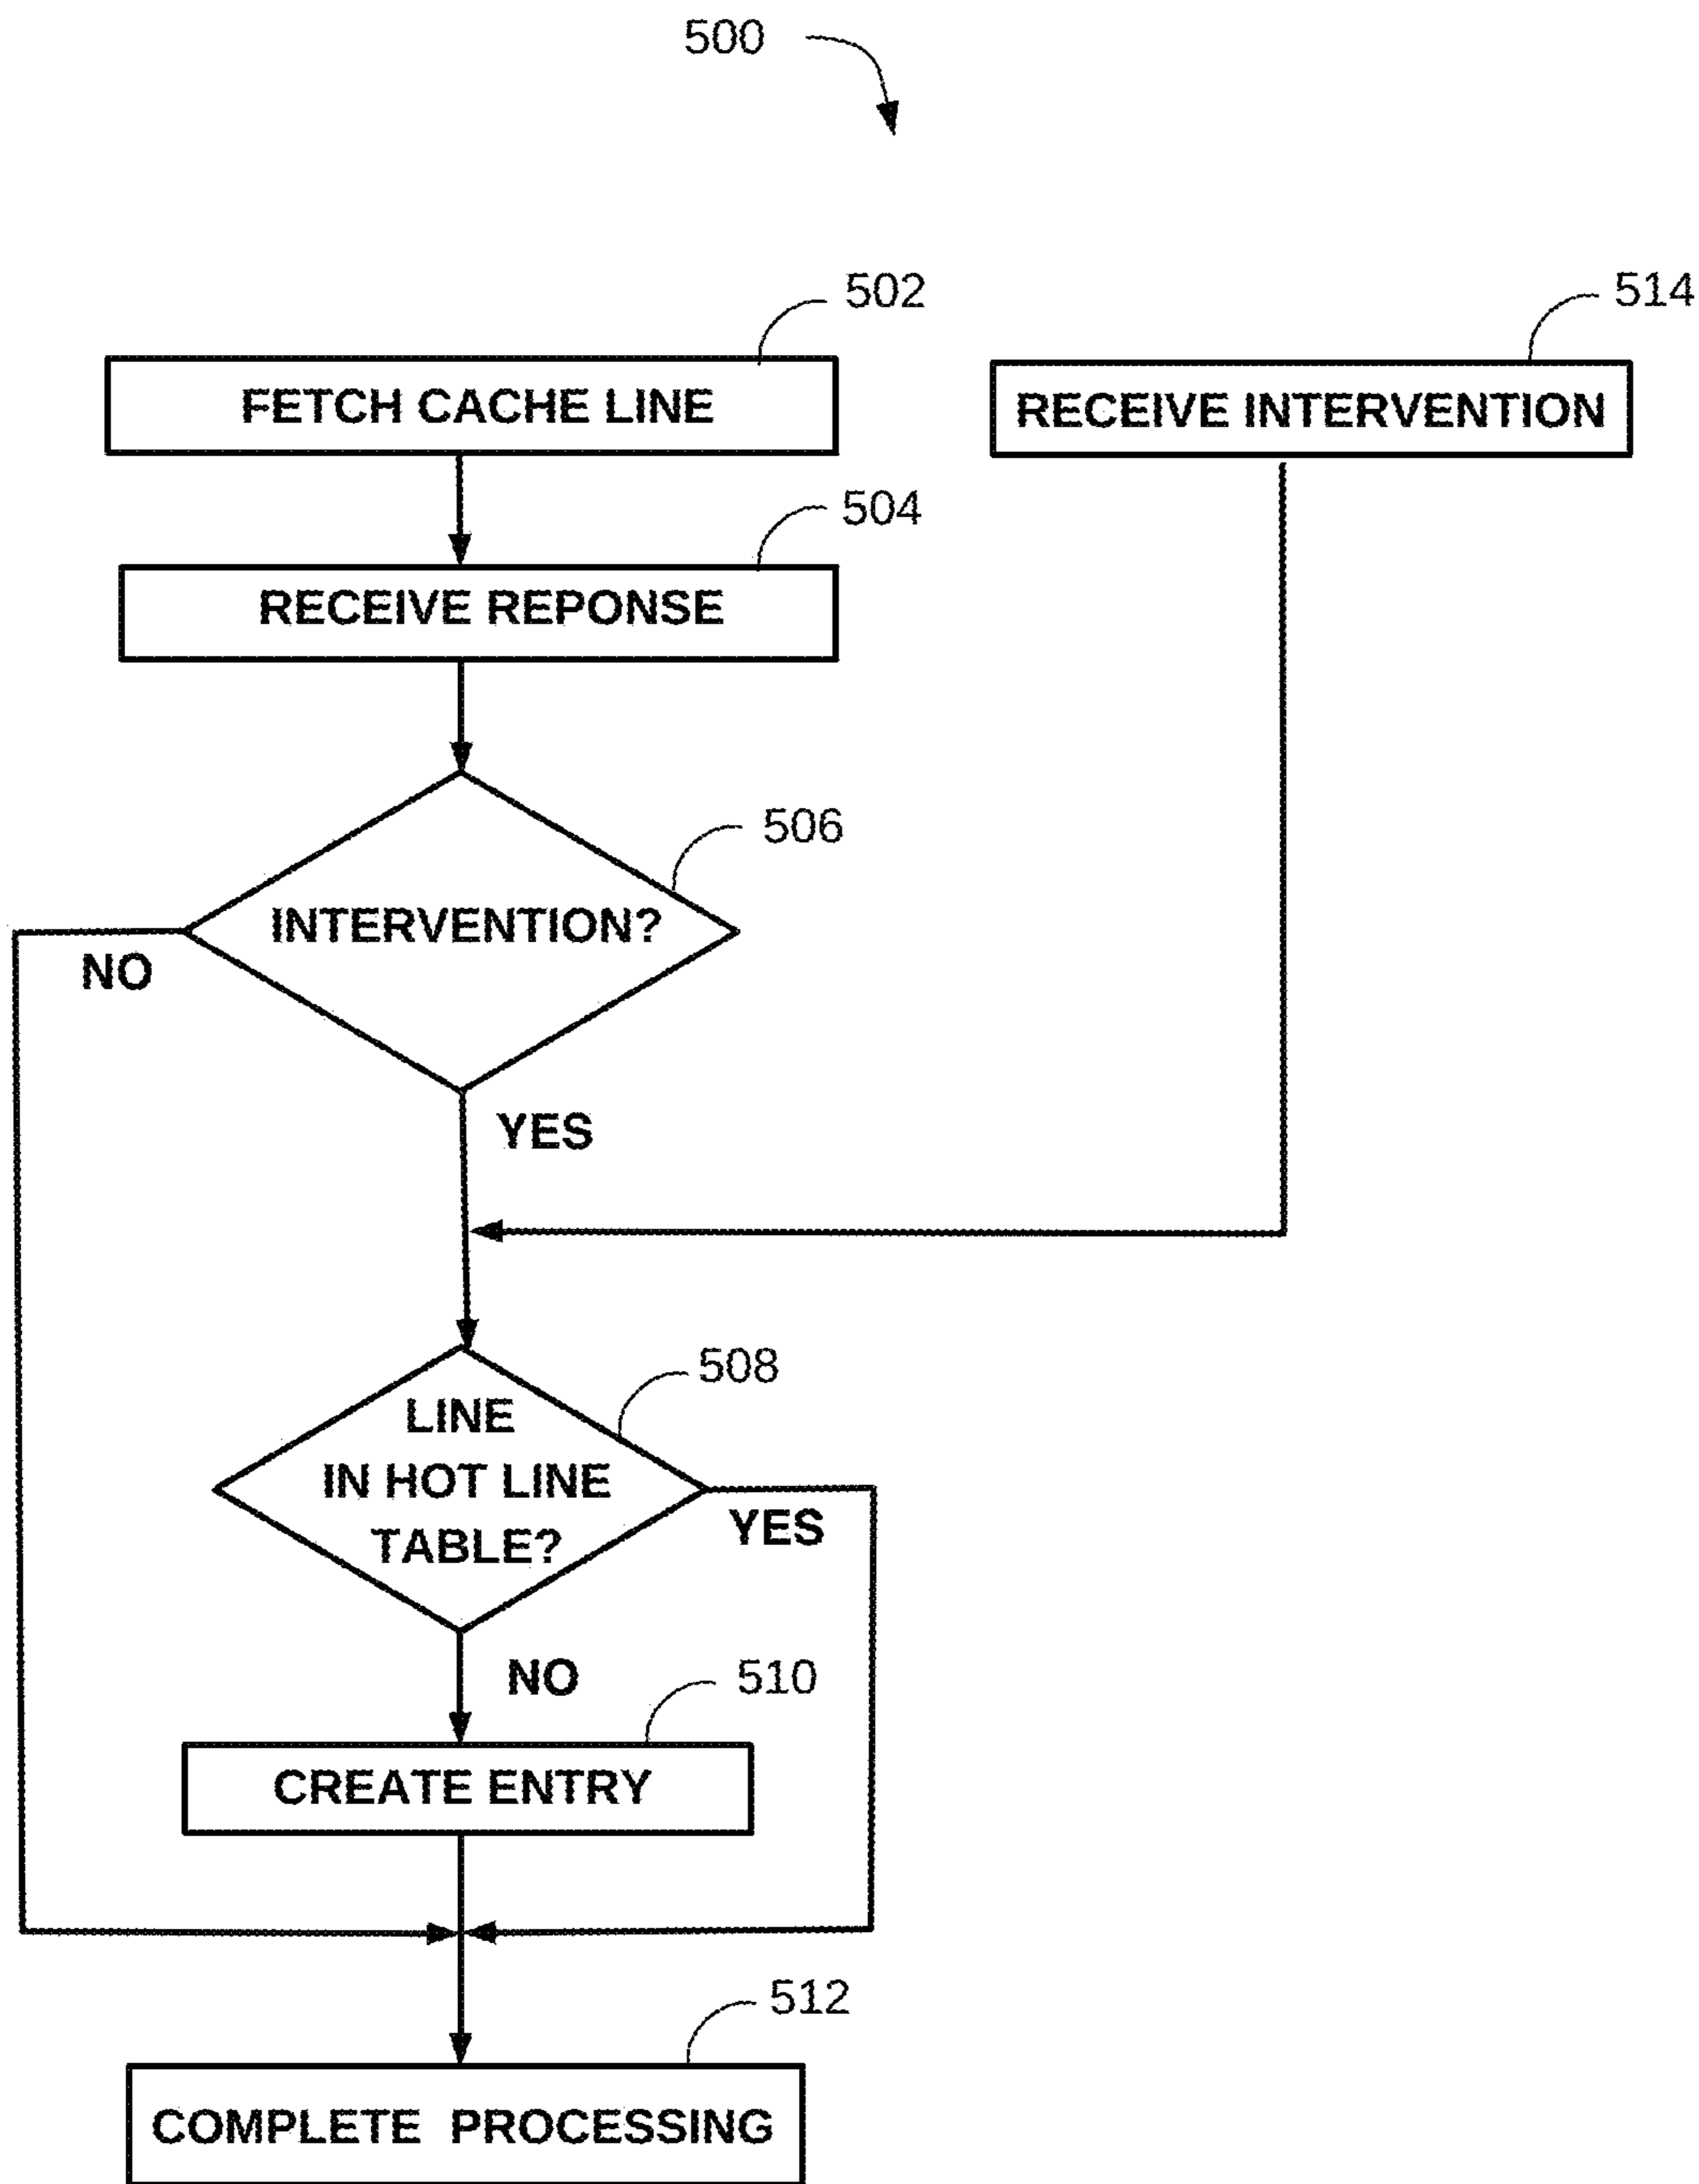 500
502
514
FETCH CACHE LINE
RECEIVE INTERVENTION
504
RECEIVE REPONSE
506
INTERVENTION?
NO
YES
508
LINE
IN HOT LINE
TABLE?
YES
NO
510
CREATE ENTRY
512
COMPLETE PROCESSING